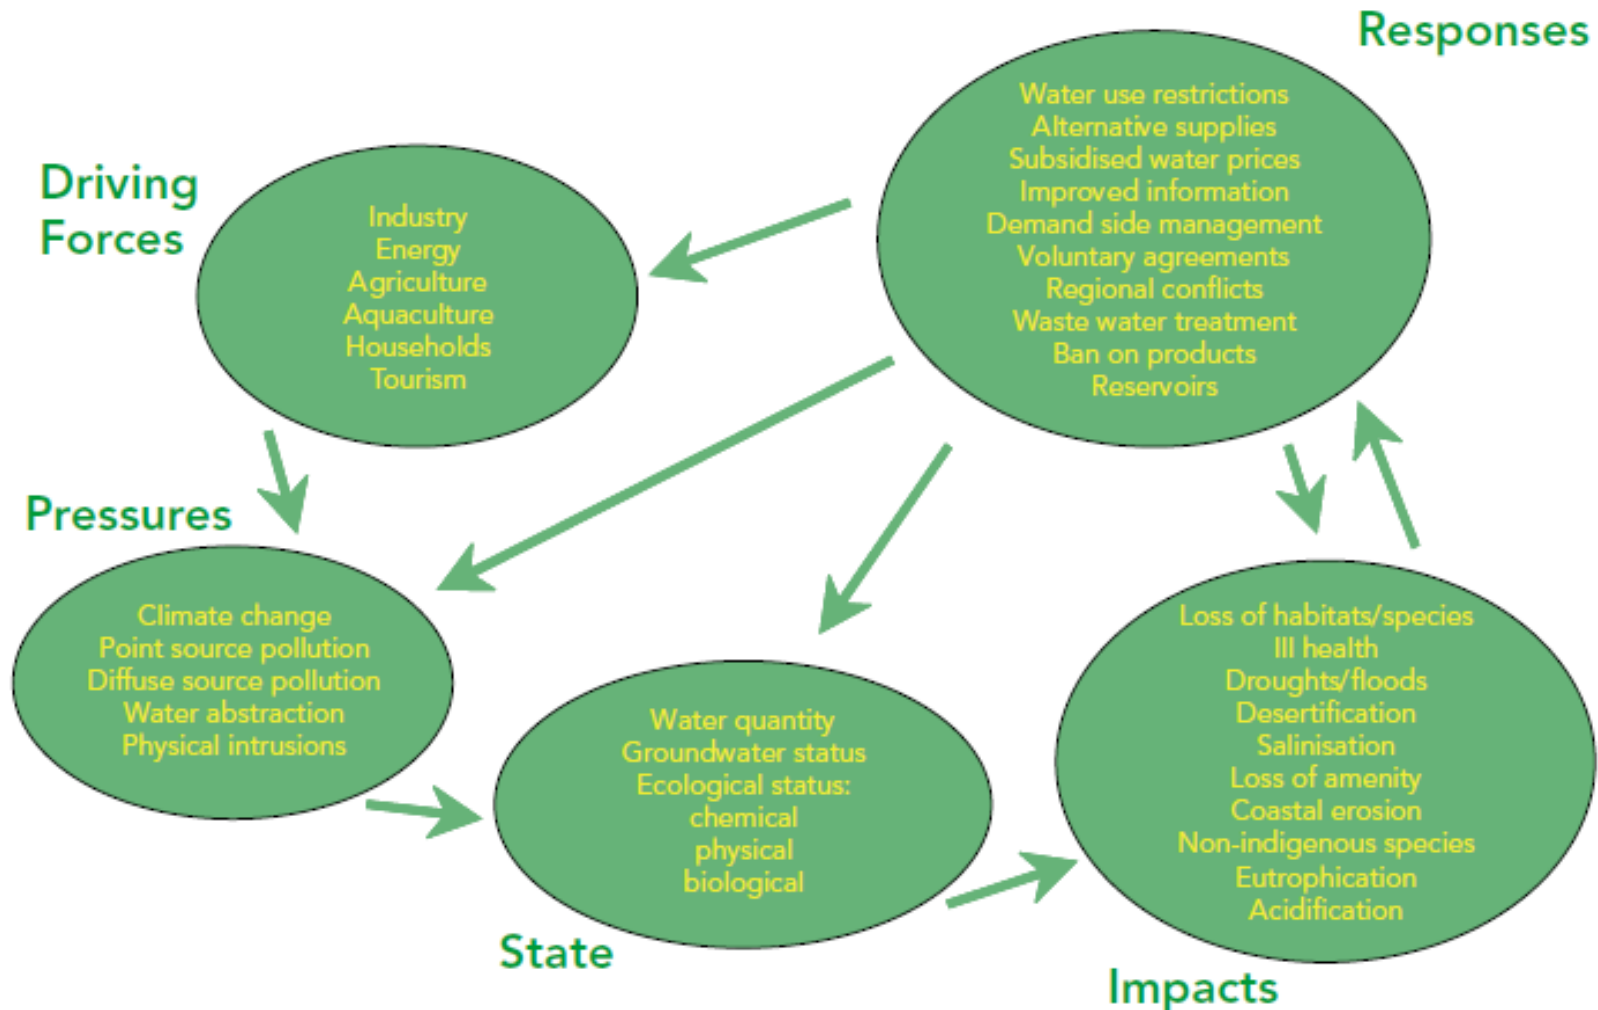 Responses
Water use restrictions
Alternative supplies
Subsidised water prices
Improved information
Demand side management
Voluntary agreements
Regional conflicts
Waste water treatment
Ban on products
Reservoirs
Driving
Forces
Industry
Energy
Agriculture
Aquaculture
Households
Tourism
Pressures
Climate change
Point source pollution
Diffuse source pollution
Water abstraction
Physical intrusions
Water quantity
Groundwater status
Ecological status:
chemical
physical
biological
State
Loss of habitats/species
Ill health
Droughts/floods
Desertification
Salinisation
Loss of amenity
Coastal erosion
Non-indigenous species
Eutrophication
Acidification
Impacts